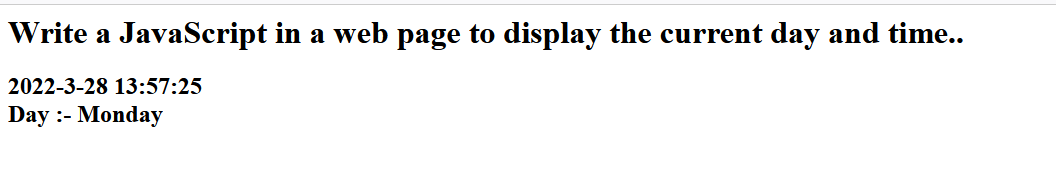 Write a JavaScript in a web page to display the current day and time..
2022-3-28 13:57:25
Day :- Monday